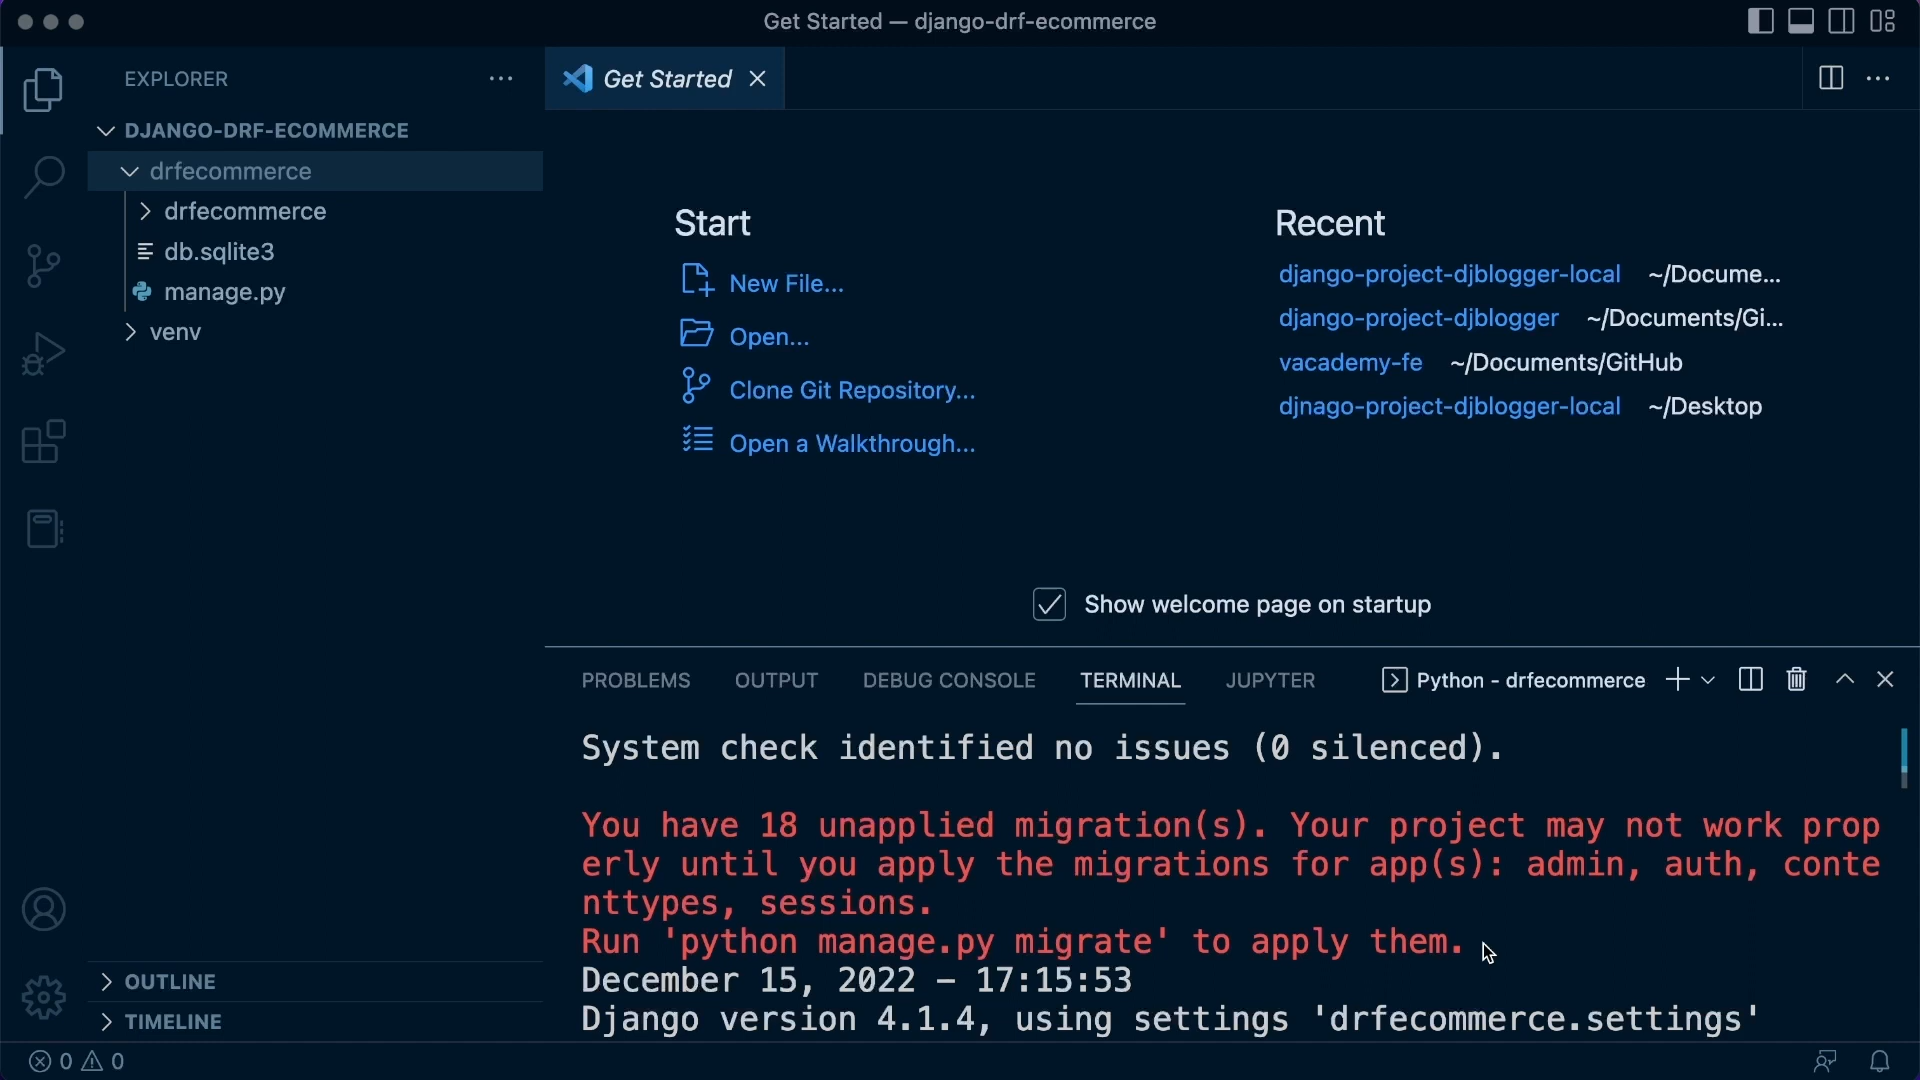 Get Started — django-drf-ecommerce
EXPLORER
DJANGO-DRF-ECOMMERCE
drfecommerce
drfecommerce
db.sqlite3
manage.py
venv
OUTLINE
TIMELINE
Get Started
Start
New File...
Open...
Clone Git Repository...
Open a Walkthrough...
Recent
django-project-djblogger-local ~/Docume...
django-project-djblogger ~/Documents/Gi...
vacademy-fe ~/Documents/GitHub
djnago-project-djblogger-local ~/Desktop
Show welcome page on startup
PROBLEMS OUTPUT DEBUG CONSOLE TERMINAL JUPYTER Python - drfecommerce
System check identified no issues (0 silenced).
You have 18 unapplied migration(s). Your project may not work prop
erly until you apply the migrations for app(s): admin, auth, conte
nttypes, sessions.
Run 'python manage.py migrate' to apply them.
December 15, 2022 – 17:15:53
Django version 4.1.4, using settings 'drfecommerce.settings'
0 0